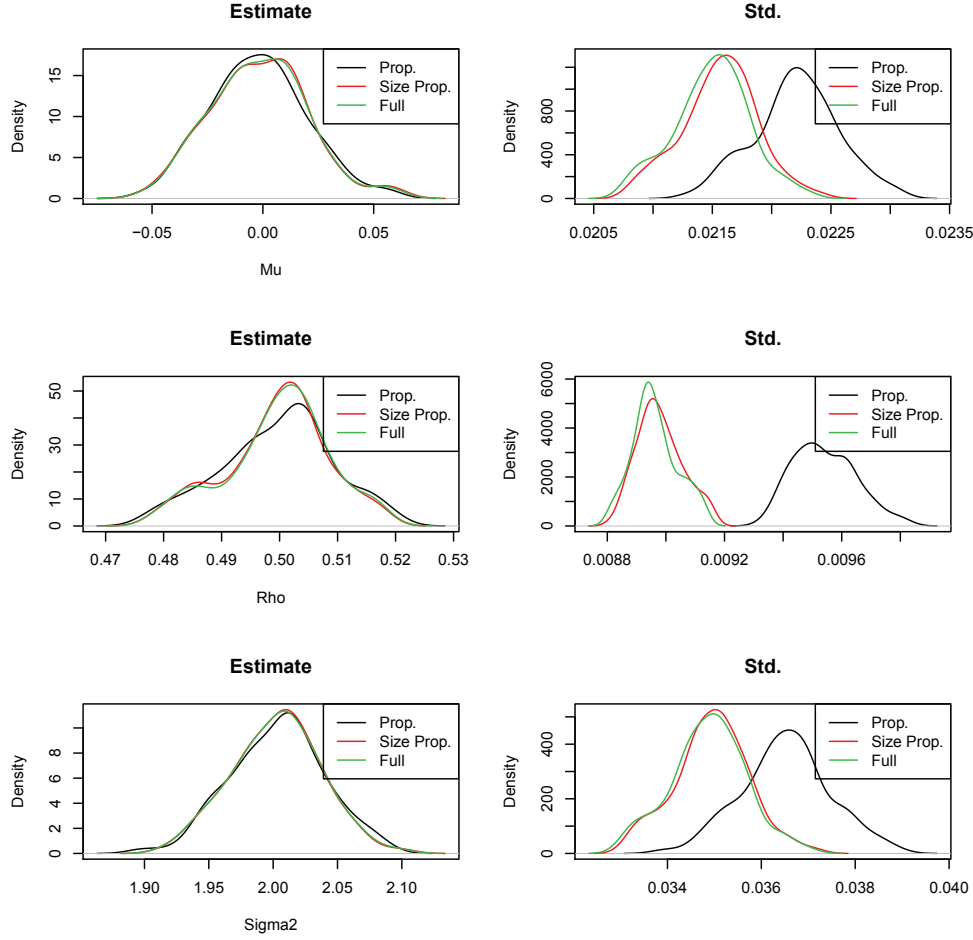 Estimate
Density
0
5
10
15
−0.05
0.00
0.05
Mu
Prop.
Size Prop.
Full
Std.
Density
0
400
800
0.0205
0.0215
0.0225
0.0235
Prop.
Size Prop.
Full
Estimate
Density
0
10
30
50
0.47
0.48
0.49
0.50
0.51
0.52
0.53
Rho
Prop.
Size Prop.
Full
Std.
Density
0
2000
4000
6000
0.0088
0.0092
0.0096
Prop.
Size Prop.
Full
Estimate
Density
0
2
4
6
8
1.90
1.95
2.00
2.05
2.10
Sigma2
Prop.
Size Prop.
Full
Std.
Density
0
200
400
0.034
0.036
0.038
0.040
Prop.
Size Prop.
Full